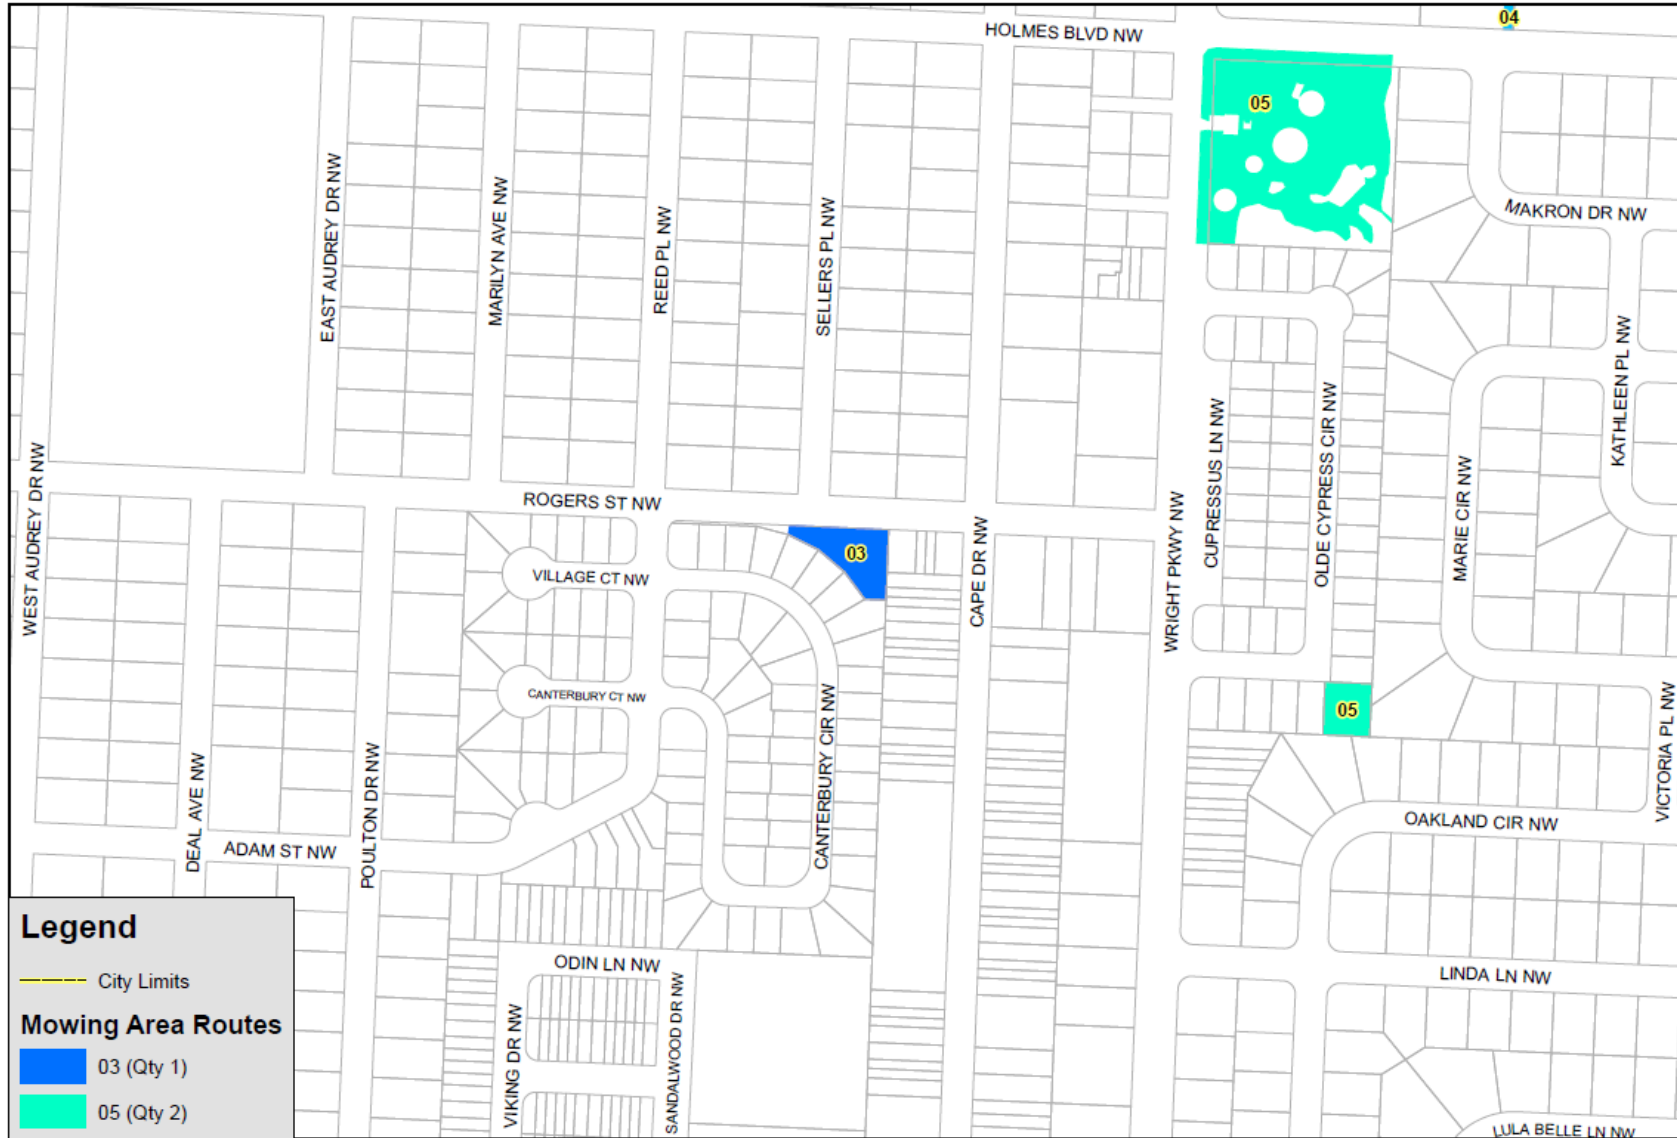 04
HOLMES BLVD NW
05
MAKRON DR NW
EAST AUDREY DR NW
MARILYN AVE NW
REED PL NW
SELLERS PL NW
KATHLEEN PL NW
CUPRESSUS LN NW
OLDE CYPRESS CIR NW
MARIE CIR NW
WEST AUDREY DR NW
ROGERS ST NW
03
CAPE DR NW
WRIGHT PKWY NW
VILLAGE CT NW
CANTERBURY CT NW
CANTERBURY CIR NW
05
VICTORIA PL NW
DEAL AVE NW
POULTON DR NW
OAKLAND CIR NW
ADAM ST NW
ODIN LN NW
LINDA LN NW
VIKING DR NW
SANDALWOOD DR NW
LULA BELLE LN NW
Legend
City Limits
Mowing Area Routes
03 (Qty 1)
05 (Qty 2)